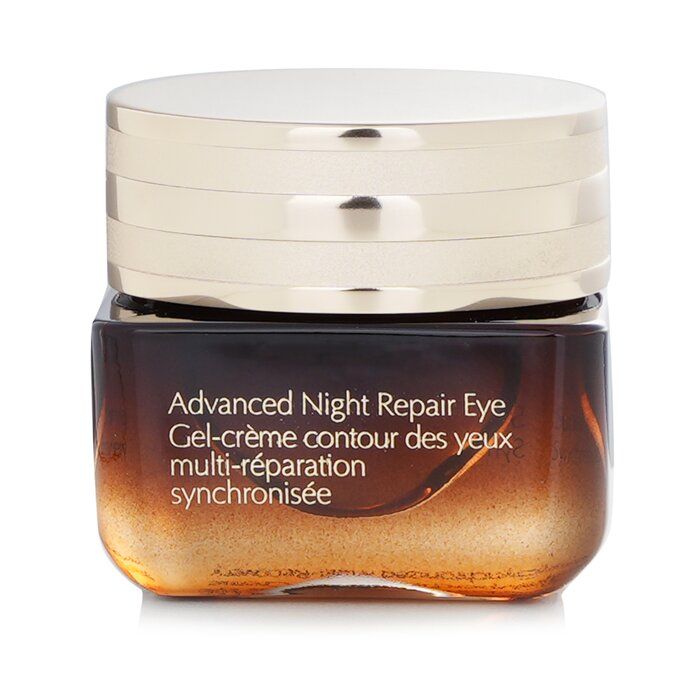 Advanced Night Repair Eye
Gel-crème contour des yeux
multi-réparation
synchronisée